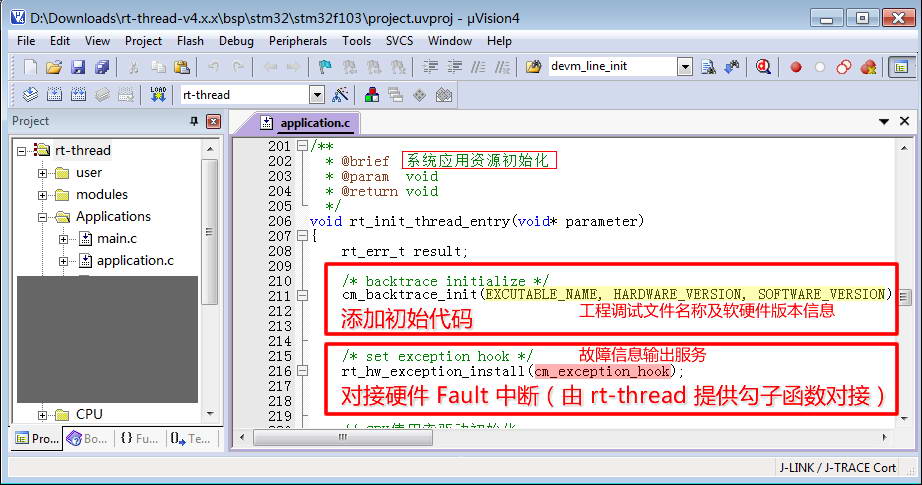 D:\Downloads\rt-thread-v4.x.x\bsp\stm32\stm32f103\project.uvproj - µVision4
File Edit View Project Flash Debug Peripherals Tools SVCS Window Help
devm_line_init
LOAD
rt-thread
Project
application.c
rt-thread
user
modules
Applications
main.c
application.c
CPU
Pro... Bo... {} Fu... Te...
201 /**
202 * @brief 系统应用资源初始化
203 * @param void
204 * @return void
205 */
206 void rt_init_thread_entry(void* parameter)
207 {
208 rt_err_t result;
209
210 /* backtrace initialize */
211 cm_backtrace_init(EXCUTABLE_NAME, HARDWARE_VERSION, SOFTWARE_VERSION)
212 工程调试文件名称及软硬件版本信息
213 添加初始代码
214
215 /* set exception hook */ 故障信息输出服务
216 rt_hw_exception_install(cm_exception_hook);
217
218 对接硬件 Fault 中断（由 rt-thread 提供勾子函数对接）
219
J-LINK / J-TRACE Cort